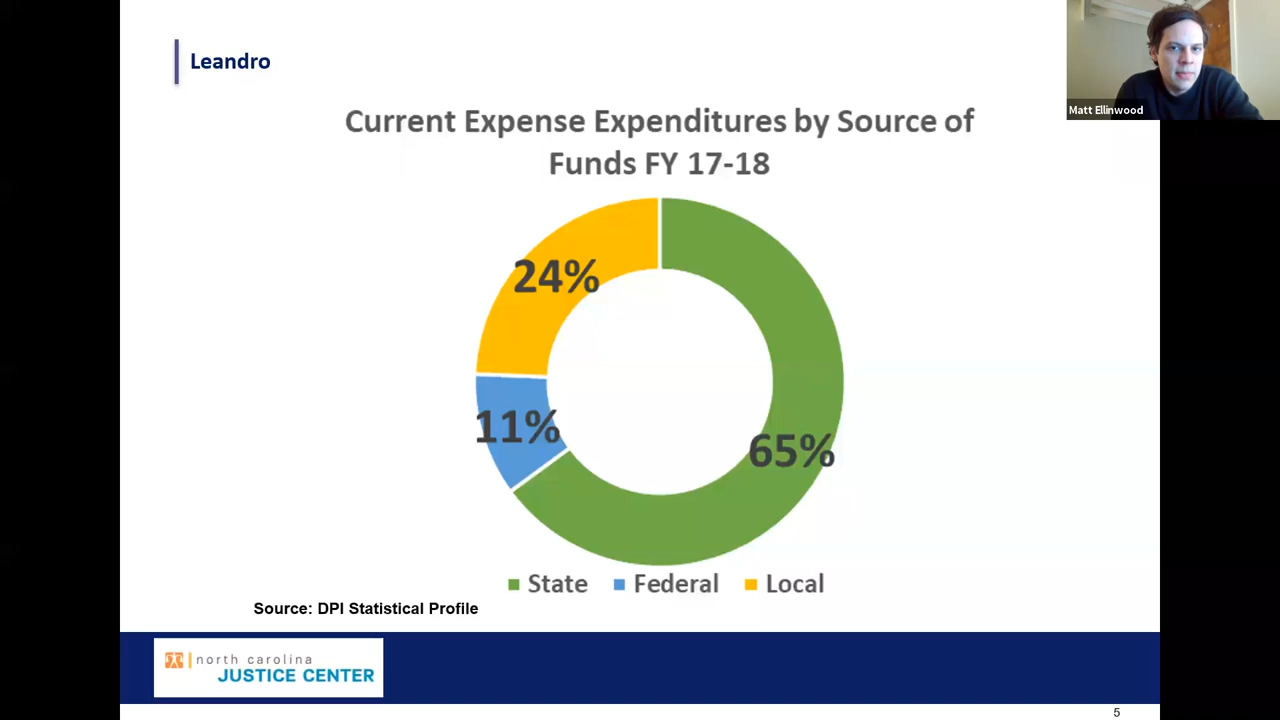 Leandro
Matt Ellinwood
Current Expense Expenditures by Source of
Funds FY 17-18
24%
11%
65%
State Federal Local
Source: DPI Statistical Profile
north carolina
JUSTICE CENTER
5